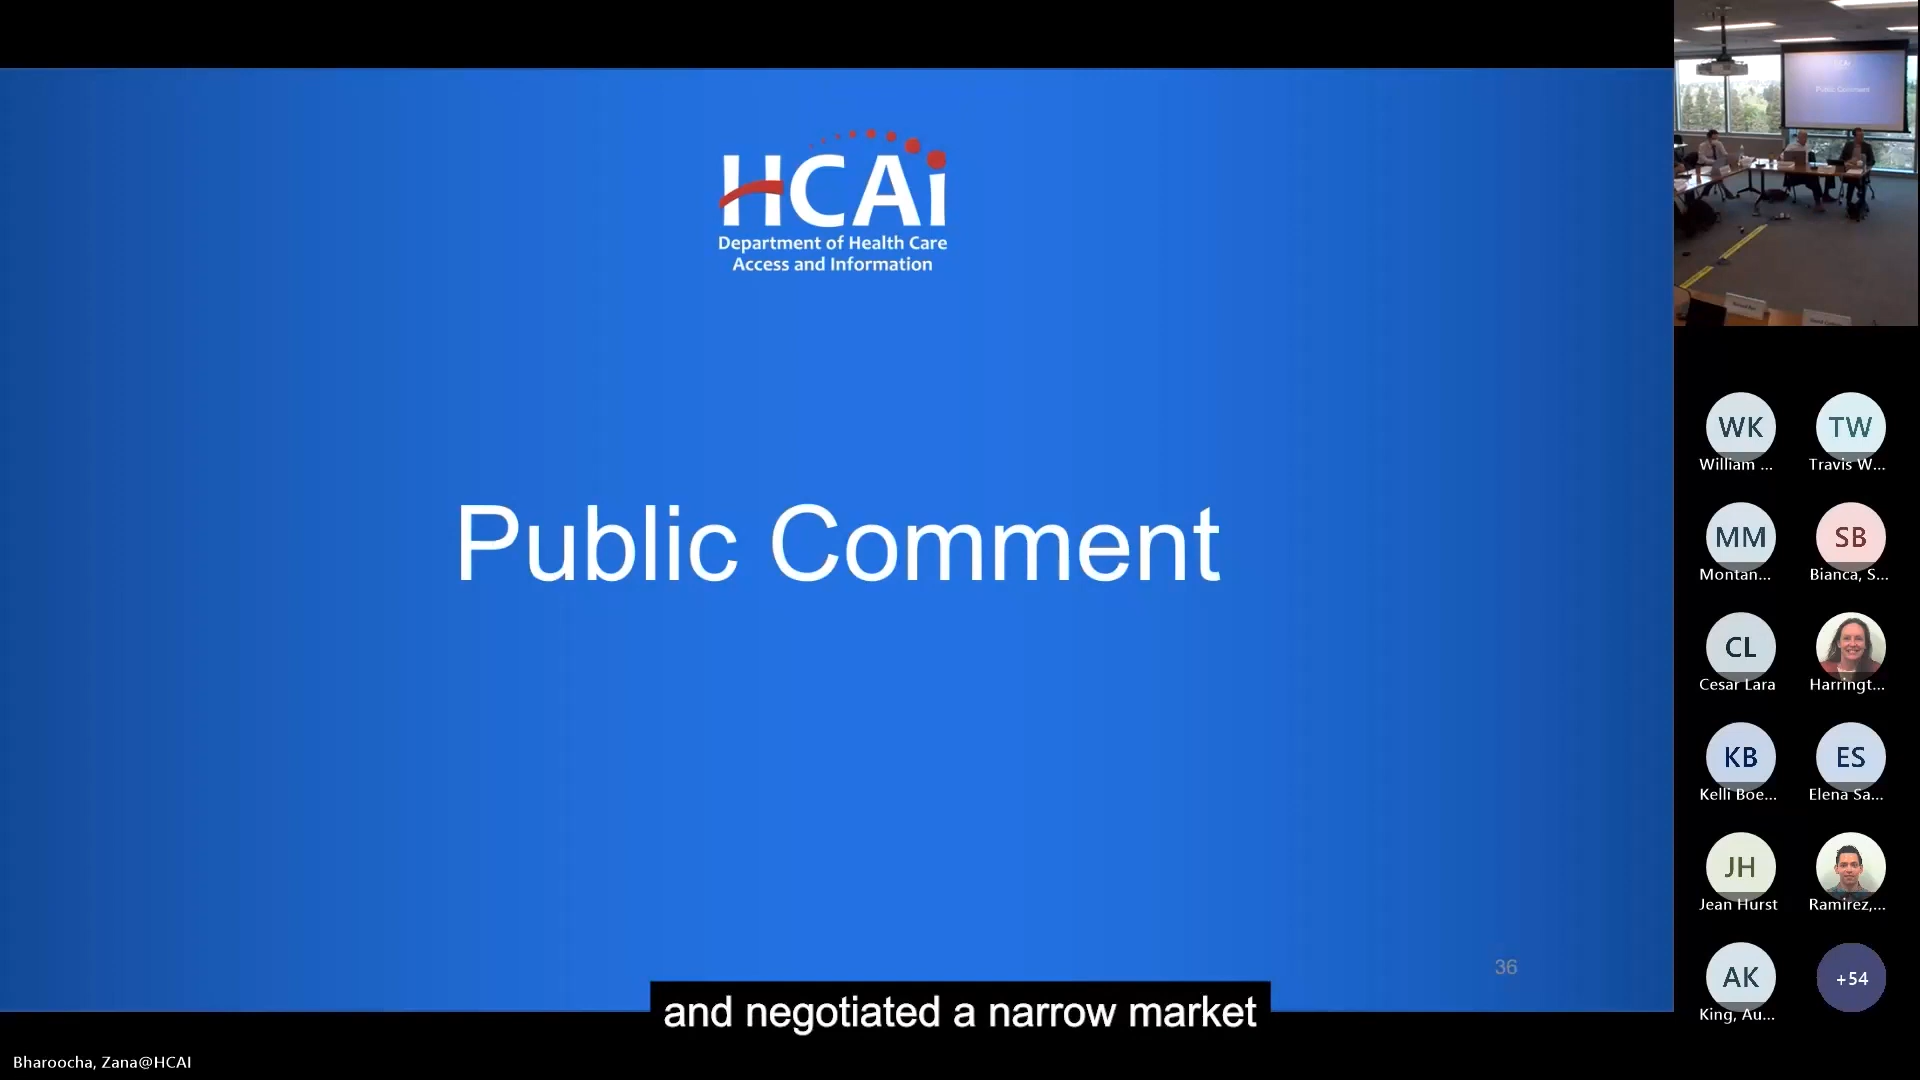 HCAi
Department of Health Care
Access and Information
Public Comment
36
and negotiated a narrow market
Bharoocha, Zana@HCAI
Public Comment
WK
William ...
TW
Travis W...
MM
Montan...
SB
Bianca, S...
CL
Cesar Lara
Harringt...
KB
Kelli Boe...
ES
Elena Sa...
JH
Jean Hurst
Ramirez,...
AK
King, Au...
+54